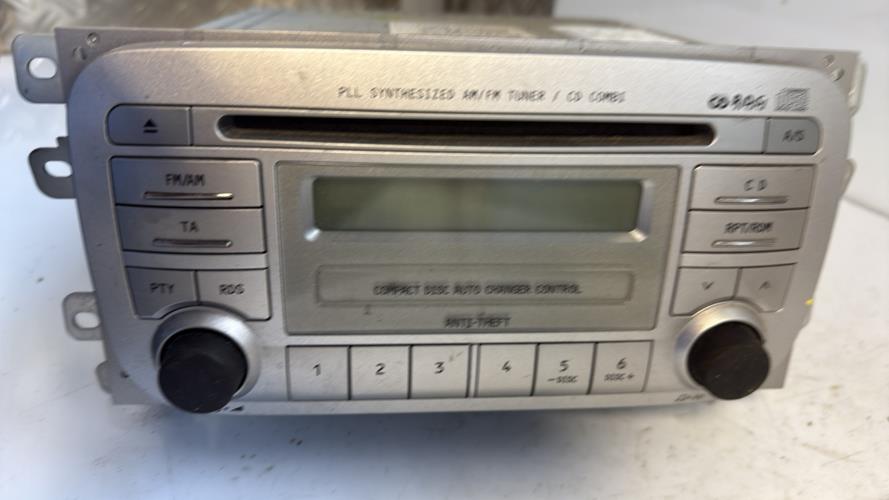 PLL SYNTHESIZED AM/FM TUNER / CD COMBI
A/S
FM/AM
CD
TA
RPT/RDM
PTY
RDS
COMPACT DISC AUTO CHANGER CONTROL
ANTI-THEFT
1
2
3
4
5
-DISC
6
DISC+